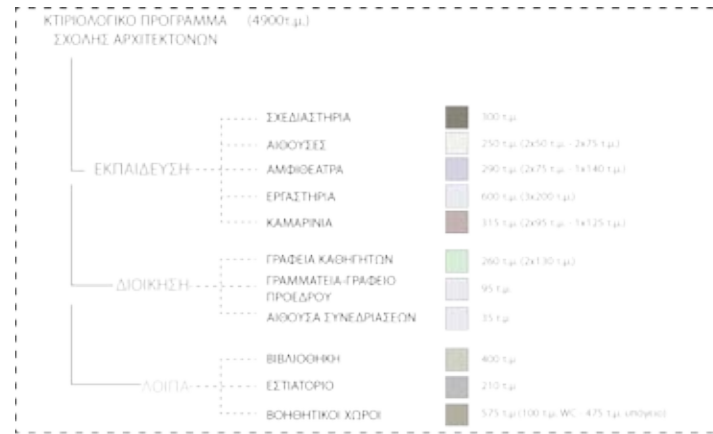 ΚΤΙΡΙΟΛΟΓΙΚΟ ΠΡΟΓΡΑΜΜΑ (4900τ.μ.)
ΣΧΟΛΗΣ ΑΡΧΙΤΕΚΤΟΝΩΝ
ΕΚΠΑΙΔΕΥΣΗ
ΣΧΕΔΙΑΣΤΗΡΙΑ 300 τ.μ.
ΑΙΘΟΥΣΕΣ 250 τ.μ. (2x50 τ.μ. - 2x75 τ.μ.)
ΑΜΦΙΘΕΑΤΡΑ 290 τ.μ. (2x75 τ.μ. - 1x140 τ.μ.)
ΕΡΓΑΣΤΗΡΙΑ 600 τ.μ. (3x200 τ.μ.)
ΚΑΜΑΡΙΝΙΑ 315 τ.μ. (2x95 τ.μ. - 1x125 τ.μ.)
ΔΙΟΙΚΗΣΗ
ΓΡΑΦΕΙΑ ΚΑΘΗΓΗΤΩΝ 260 τ.μ. (2x130 τ.μ.)
ΓΡΑΜΜΑΤΕΙΑ-ΓΡΑΦΕΙΟ
ΠΡΟΕΔΡΟΥ 95 τ.μ.
ΑΙΘΟΥΣΑ ΣΥΝΕΔΡΙΑΣΕΩΝ 35 τ.μ.
ΛΟΙΠΑ
ΒΙΒΛΙΟΘΗΚΗ 400 τ.μ.
ΕΣΤΙΑΤΟΡΙΟ 210 τ.μ.
ΒΟΗΘΗΤΙΚΟΙ ΧΩΡΟΙ 575 τ.μ. (100 τ.μ. WC - 475 τ.μ. υπόγειο)